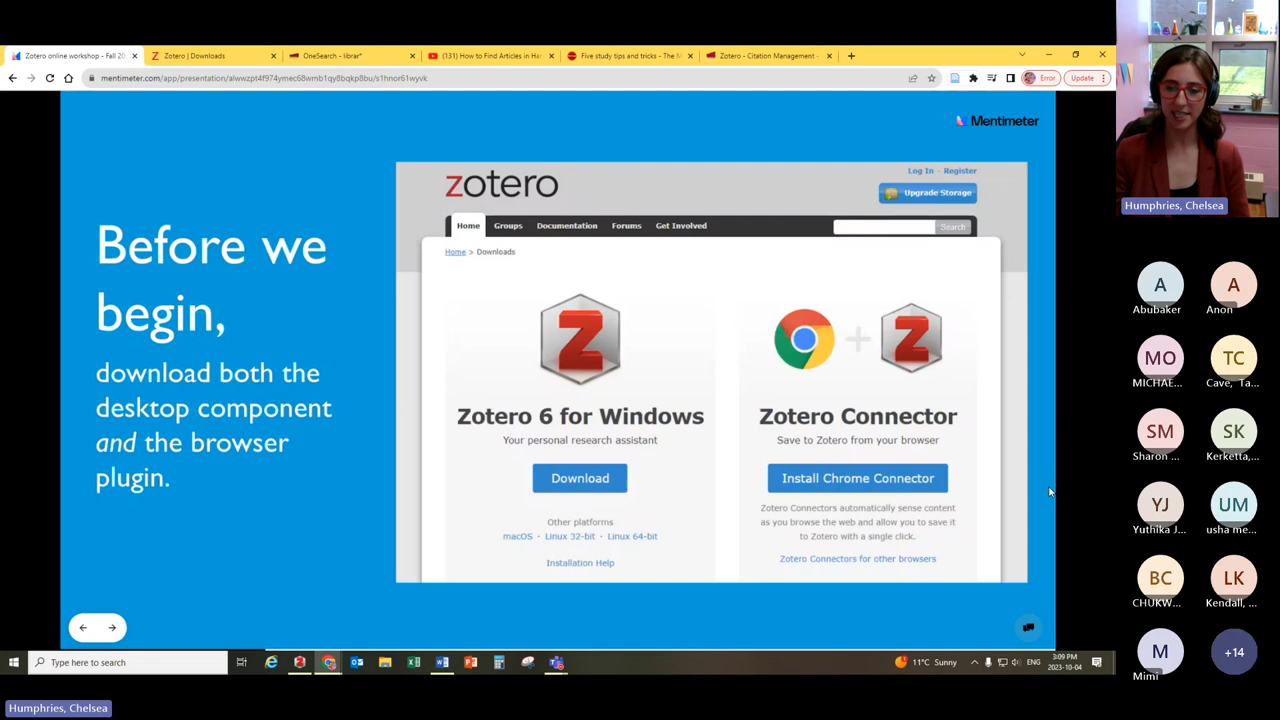 Zotero online workshop - Fall 20
Zotero | Downloads
OneSearch - librar*
(131) How to Find Articles in Har
Five study tips and tricks - The M
Zotero - Citation Management -
mentimeter.com/app/presentation/alwwzpt4f974ymec68wmb1qy8bqkp8bu/s1hnor61wyvk
Error
Update
Mentimeter
Before we
begin,
download both the
desktop component
and the browser
plugin.
zotero
Log In · Register
Upgrade Storage
Home
Groups
Documentation
Forums
Get Involved
Search
Home > Downloads
Z
Z
Zotero 6 for Windows
Your personal research assistant
Download
Other platforms
macOS · Linux 32-bit · Linux 64-bit
Installation Help
Zotero Connector
Save to Zotero from your browser
Install Chrome Connector
Zotero Connectors automatically sense content
as you browse the web and allow you to save it
to Zotero with a single click.
Zotero Connectors for other browsers
Type here to search
11°C Sunny
ENG
3:09 PM
2023-10-04
Humphries, Chelsea
A
Abubaker
A
Anon
MO
MICHAE...
TC
Cave, Ta...
SM
Sharon ...
SK
Kerketta,...
YJ
Yuthika J...
UM
usha me...
BC
CHUKW...
LK
Kendall, ...
M
Mimi
+14
Humphries, Chelsea